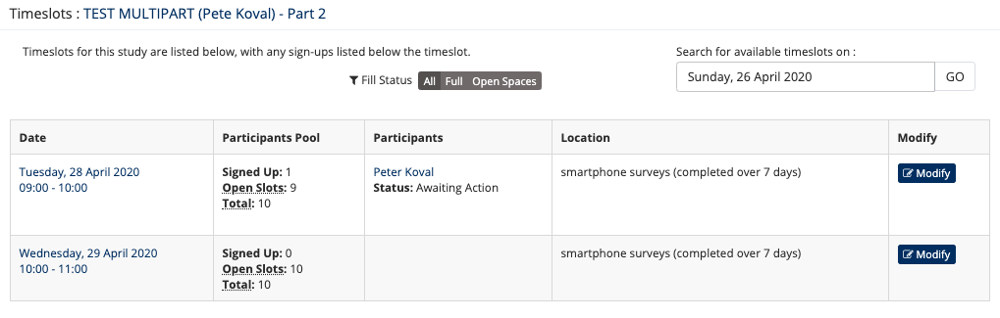 Timeslots : TEST MULTIPART (Pete Koval) - Part 2
Timeslots for this study are listed below, with any sign-ups listed below the timeslot.
Search for available timeslots on :
Fill Status All Full Open Spaces
Sunday, 26 April 2020 GO
Date Participants Pool Participants Location Modify
Tuesday, 28 April 2020
09:00 - 10:00
Signed Up: 1
Open Slots: 9
Total: 10
Peter Koval
Status: Awaiting Action
smartphone surveys (completed over 7 days)
Modify
Wednesday, 29 April 2020
10:00 - 11:00
Signed Up: 0
Open Slots: 10
Total: 10
smartphone surveys (completed over 7 days)
Modify